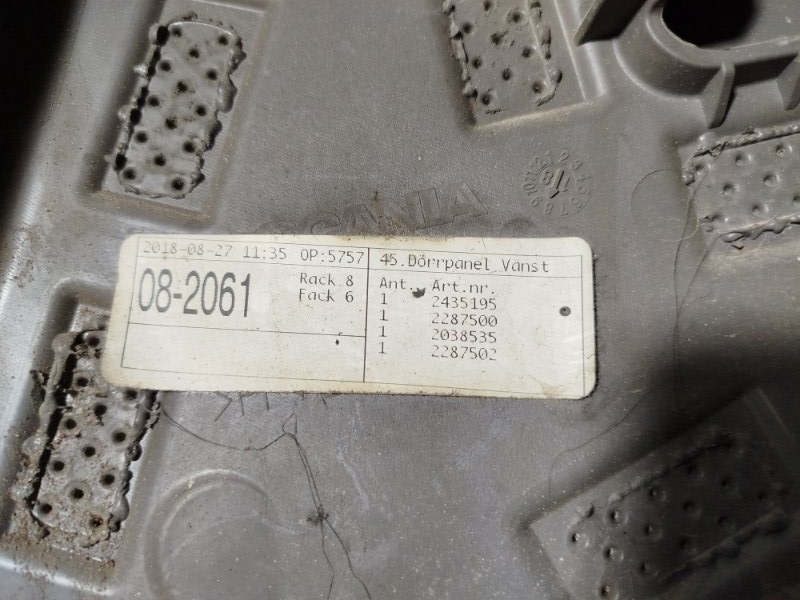 SCANIA
2018-08-27 11:35 OP:5757
08-2061
Rack 8
Fack 6
45.Dörrpanel Vänst
Ant. Art.nr.
1 2435195
1 2287500
1 2038535
1 2287502